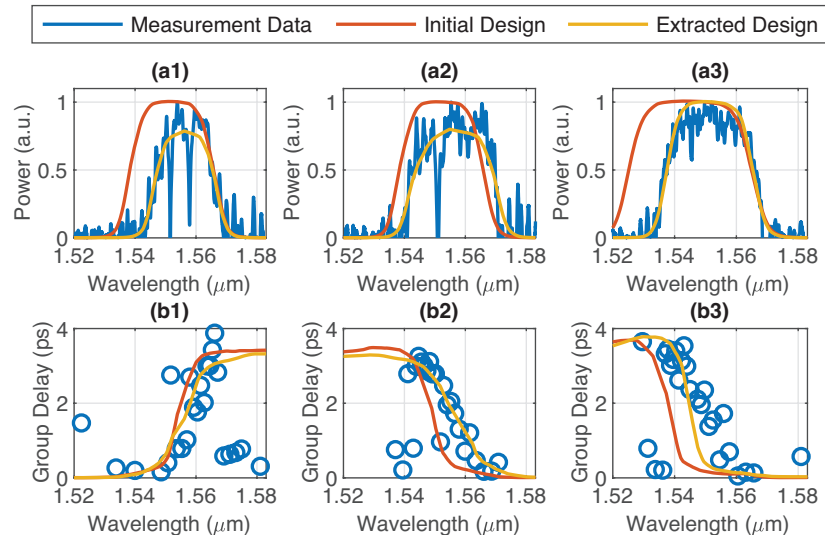 Measurement Data Initial Design Extracted Design
(a1) (a2) (a3)
1 1 1
0.5 0.5 0.5
0 0 0
Power (a.u.) Power (a.u.) Power (a.u.)
1.52 1.54 1.56 1.58 1.52 1.54 1.56 1.58 1.52 1.54 1.56 1.58
Wavelength (μm) Wavelength (μm) Wavelength (μm)
(b1) (b2) (b3)
4 4 4
2 2 2
0 0 0
Group Delay (ps) Group Delay (ps) Group Delay (ps)
1.52 1.54 1.56 1.58 1.52 1.54 1.56 1.58 1.52 1.54 1.56 1.58
Wavelength (μm) Wavelength (μm) Wavelength (μm)